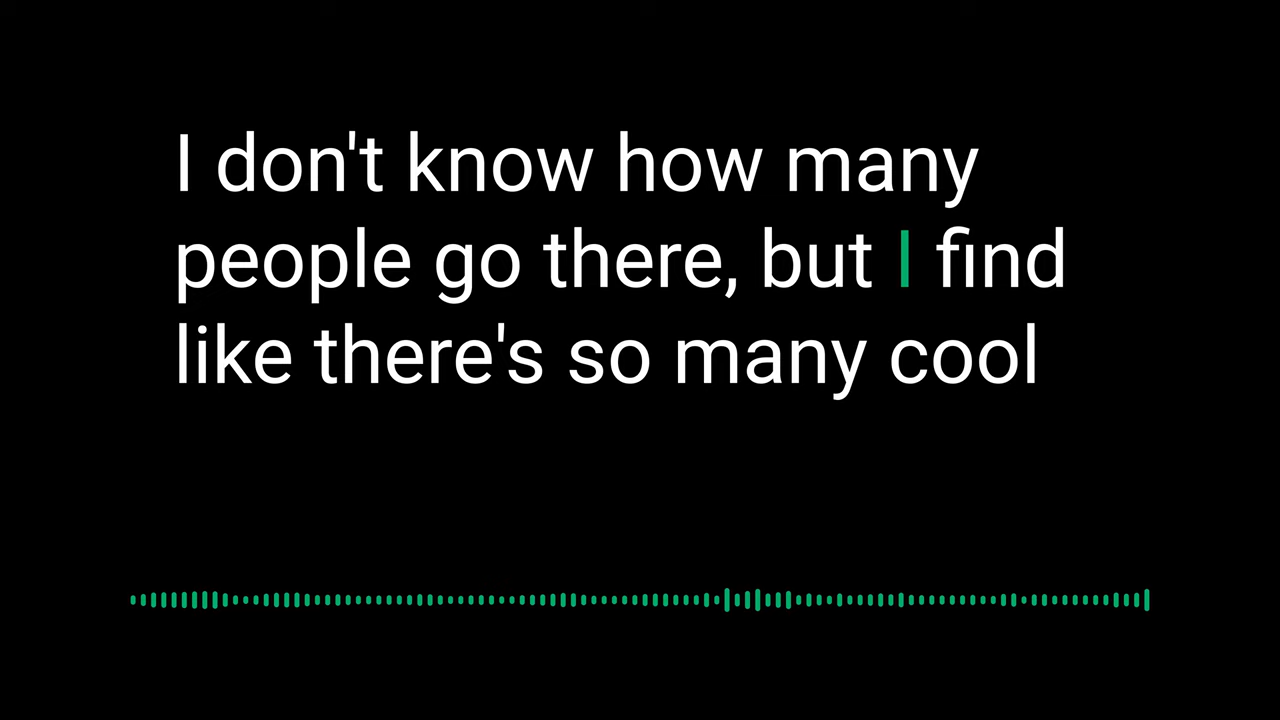 I don't know how many
people go there, but I find
like there's so many cool